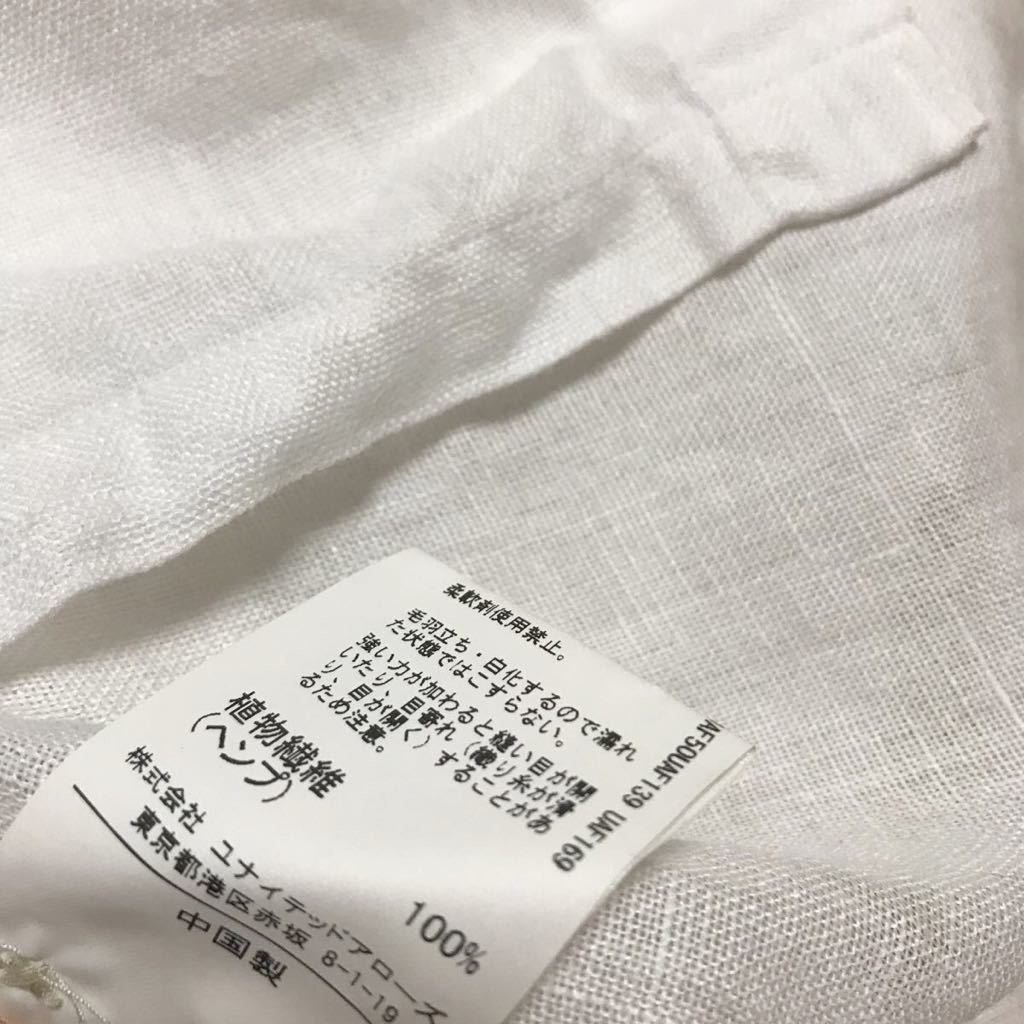 柔軟剤使用禁止。
毛羽立ち・白化するので濡れ
た状態ではこすらない。
強い力が加わると縫い目が開
いたり、目寄れ(織り糸が滑
り、目が開く)することがあ
るため注意。
UAF50UAF139 UAF169
植物繊維
(ヘンプ) 100%
株式会社 ユナイテッドアローズ
東京都港区赤坂 8-1-19
中国製